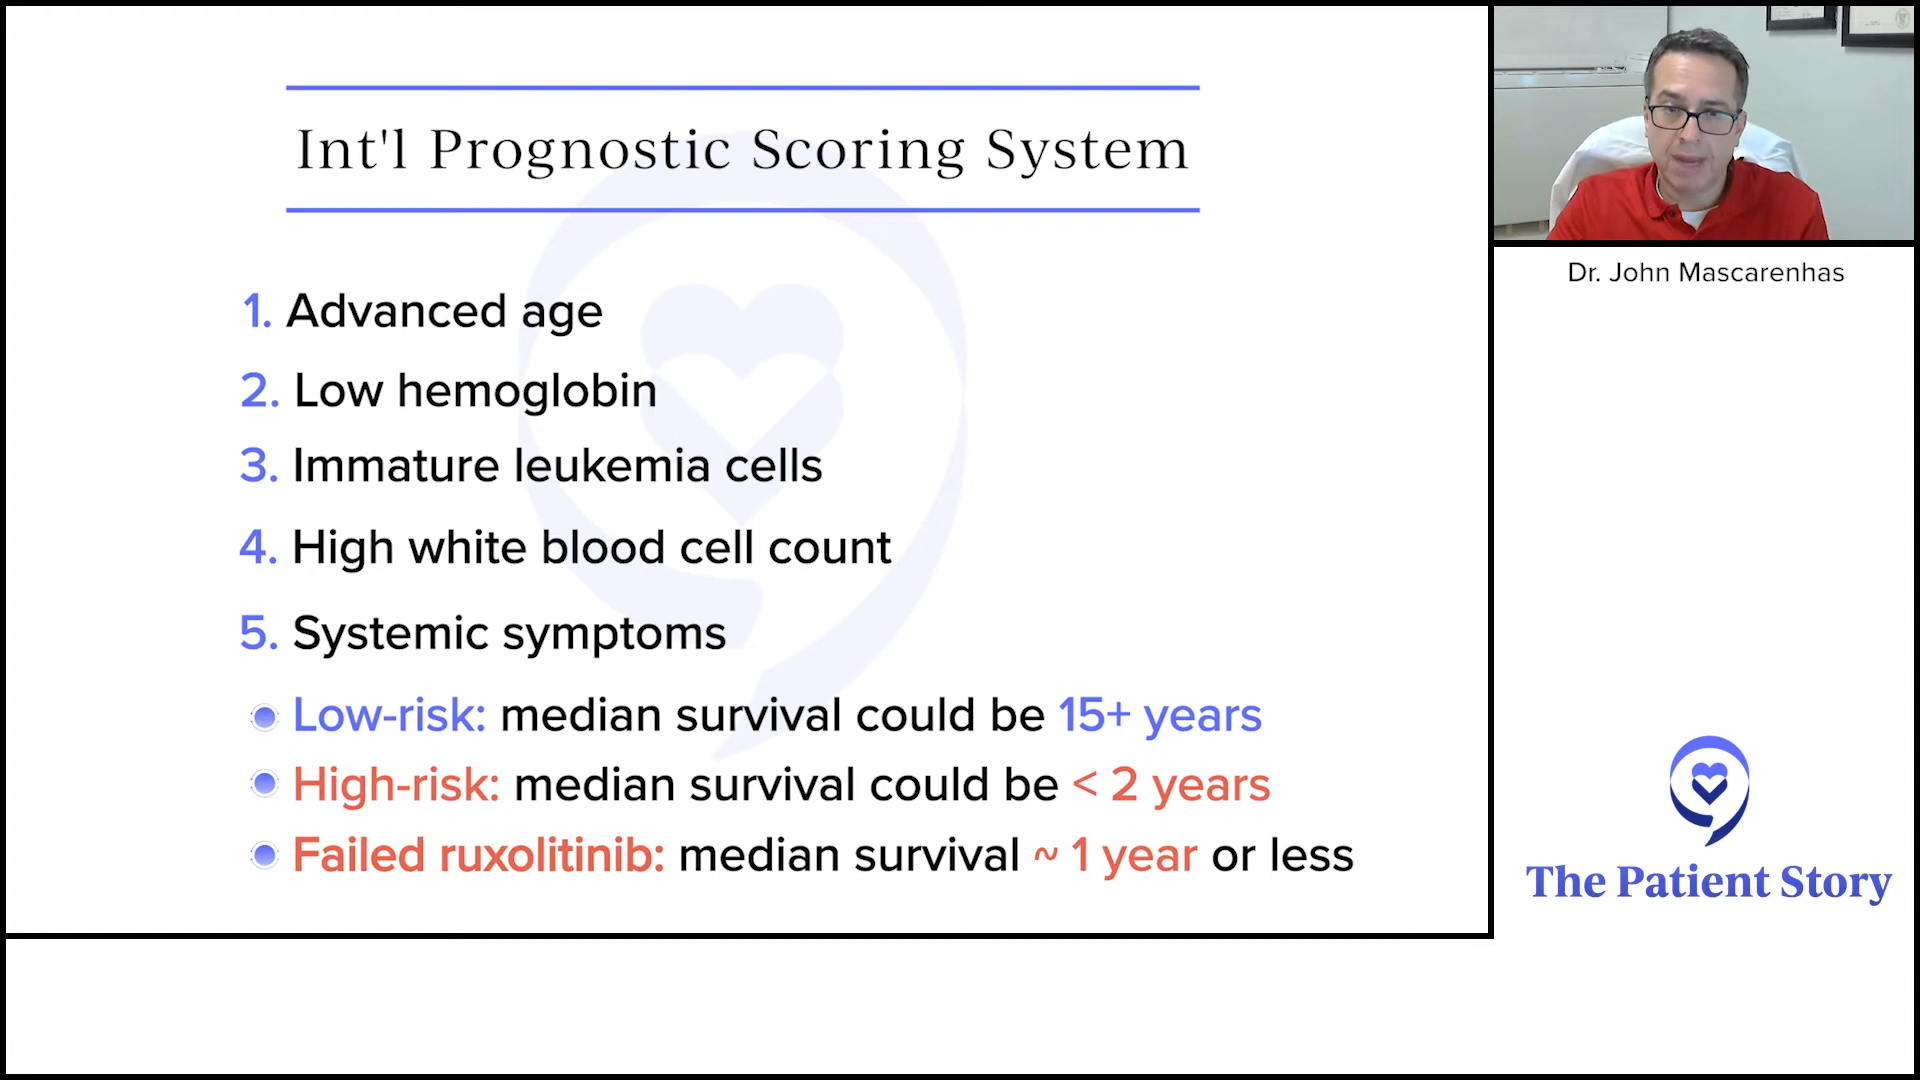 Int'l Prognostic Scoring System
1. Advanced age
2. Low hemoglobin
3. Immature leukemia cells
4. High white blood cell count
5. Systemic symptoms
Low-risk: median survival could be 15+ years
High-risk: median survival could be < 2 years
Failed ruxolitinib: median survival ~ 1 year or less
Dr. John Mascarenhas
The Patient Story